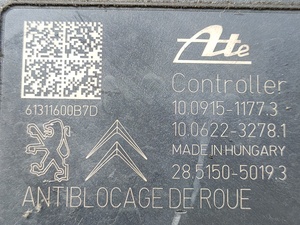 Ate
Controller
61311600B7D
10.0915-1177.3
10.0622-3278.1
MADE IN HUNGARY
28.5150-5019.3
ANTIBLOCAGE DE ROUE